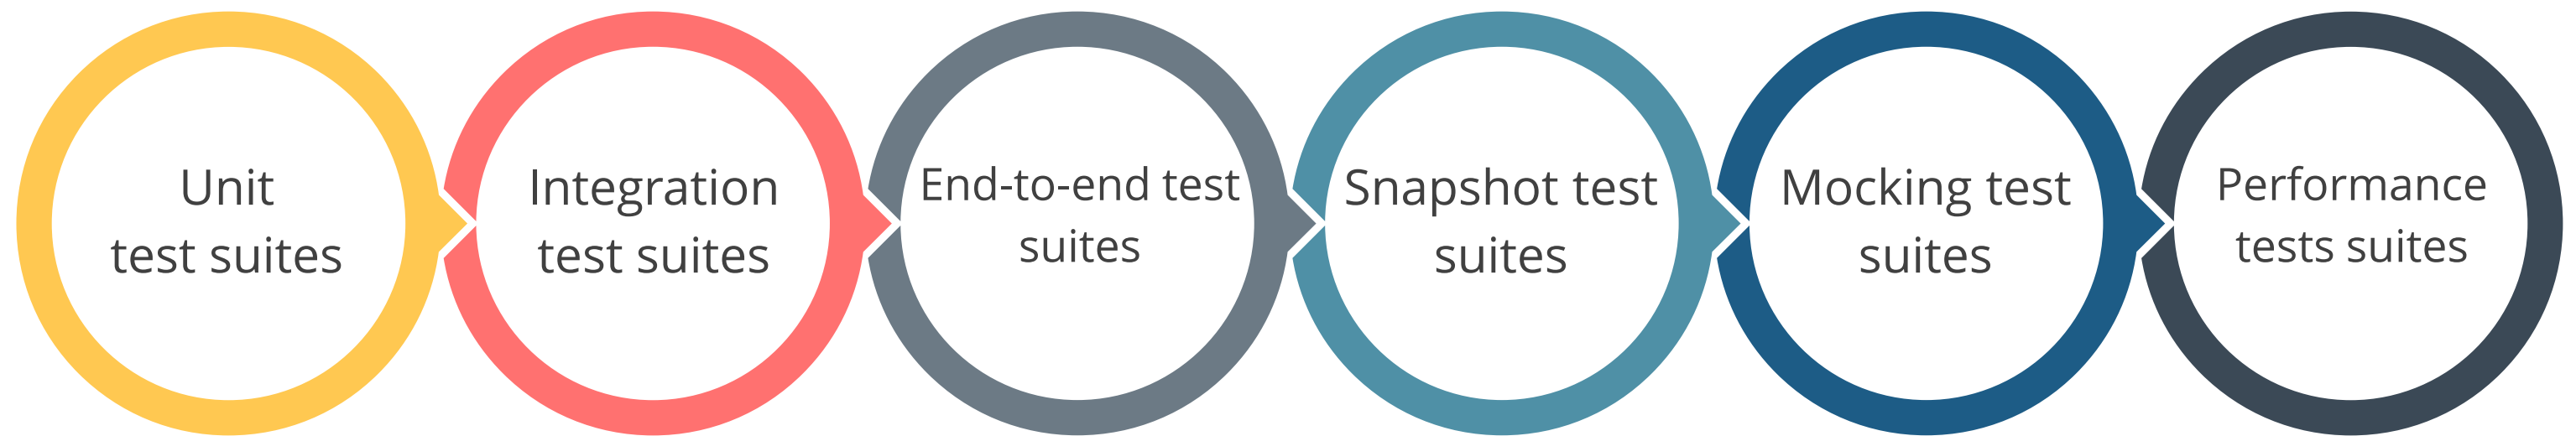 Unit
test suites
Integration
test suites
End-to-end test
suites
Snapshot test
suites
Mocking test
suites
Performance
tests suites